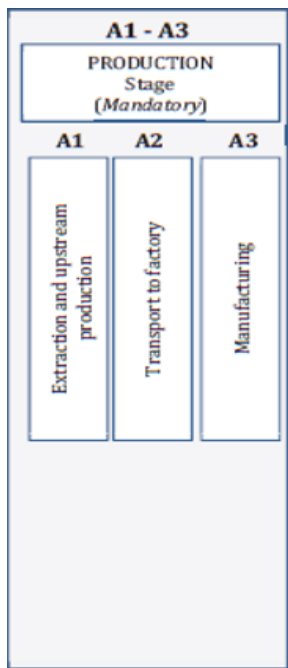 A1 - A3
PRODUCTION
Stage
(Mandatory)
A1
A2
A3
Extraction and upstream
production
Transport to factory
Manufacturing